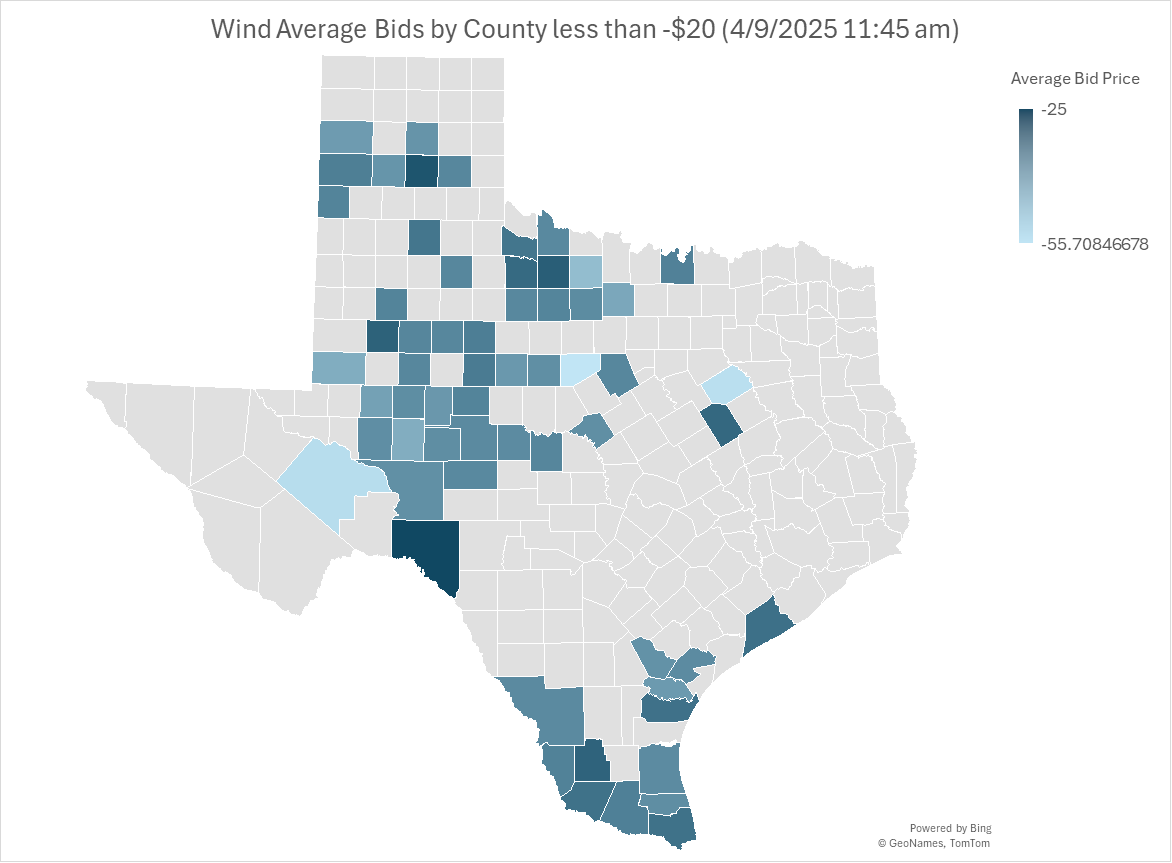 Wind Average Bids by County less than -$20 (4/9/2025 11:45 am)
Average Bid Price
-25
-55.70846678
Powered by Bing
© GeoNames, TomTom